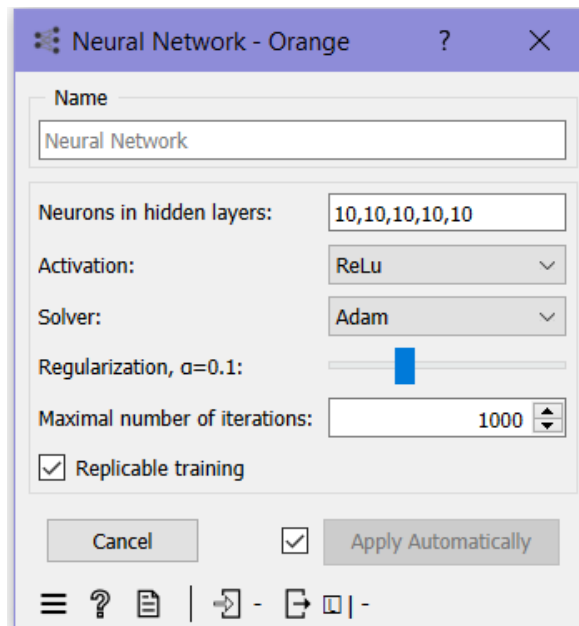 Neural Network - Orange ?
Name
Neural Network
Neurons in hidden layers: 10,10,10,10,10
Activation: ReLu
Solver: Adam
Regularization, α=0.1:
Maximal number of iterations: 1000
Replicable training
Cancel Apply Automatically
? | - | -